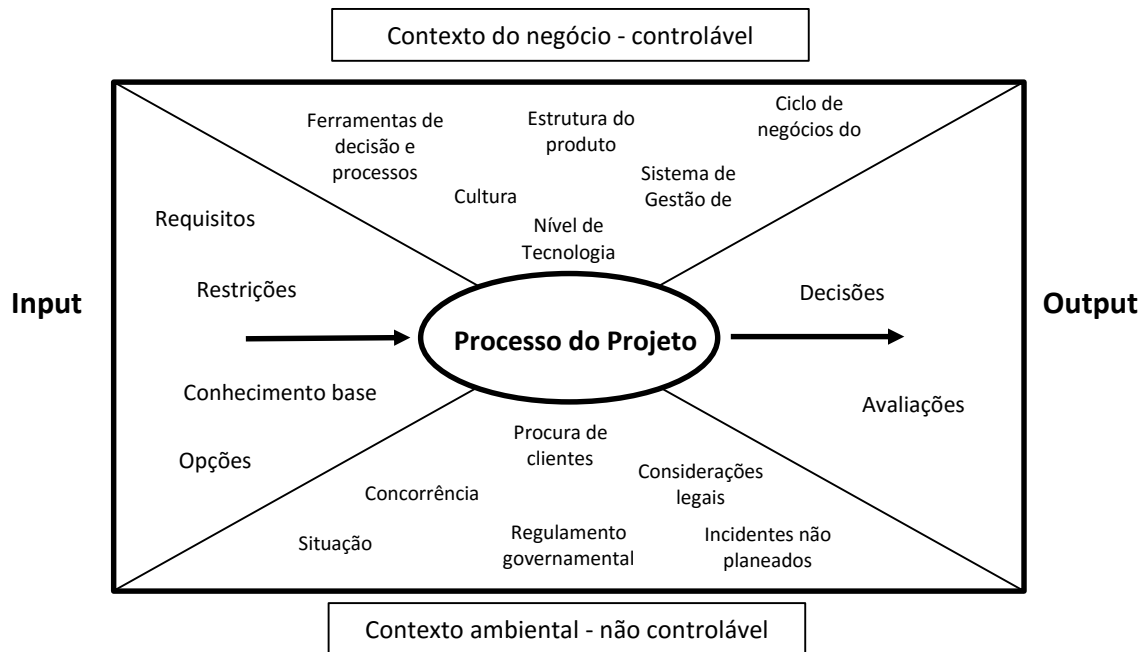 Contexto do negócio - controlável
Ferramentas de
decisão e
processos
Estrutura do
produto
Ciclo de
negócios do
Cultura
Sistema de
Gestão de
Nível de
Tecnologia
Requisitos
Restrições
Input
Conhecimento base
Opções
Processo do Projeto
Decisões
Avaliações
Output
Procura de
clientes
Concorrência
Considerações
legais
Situação
Regulamento
governamental
Incidentes não
planeados
Contexto ambiental - não controlável